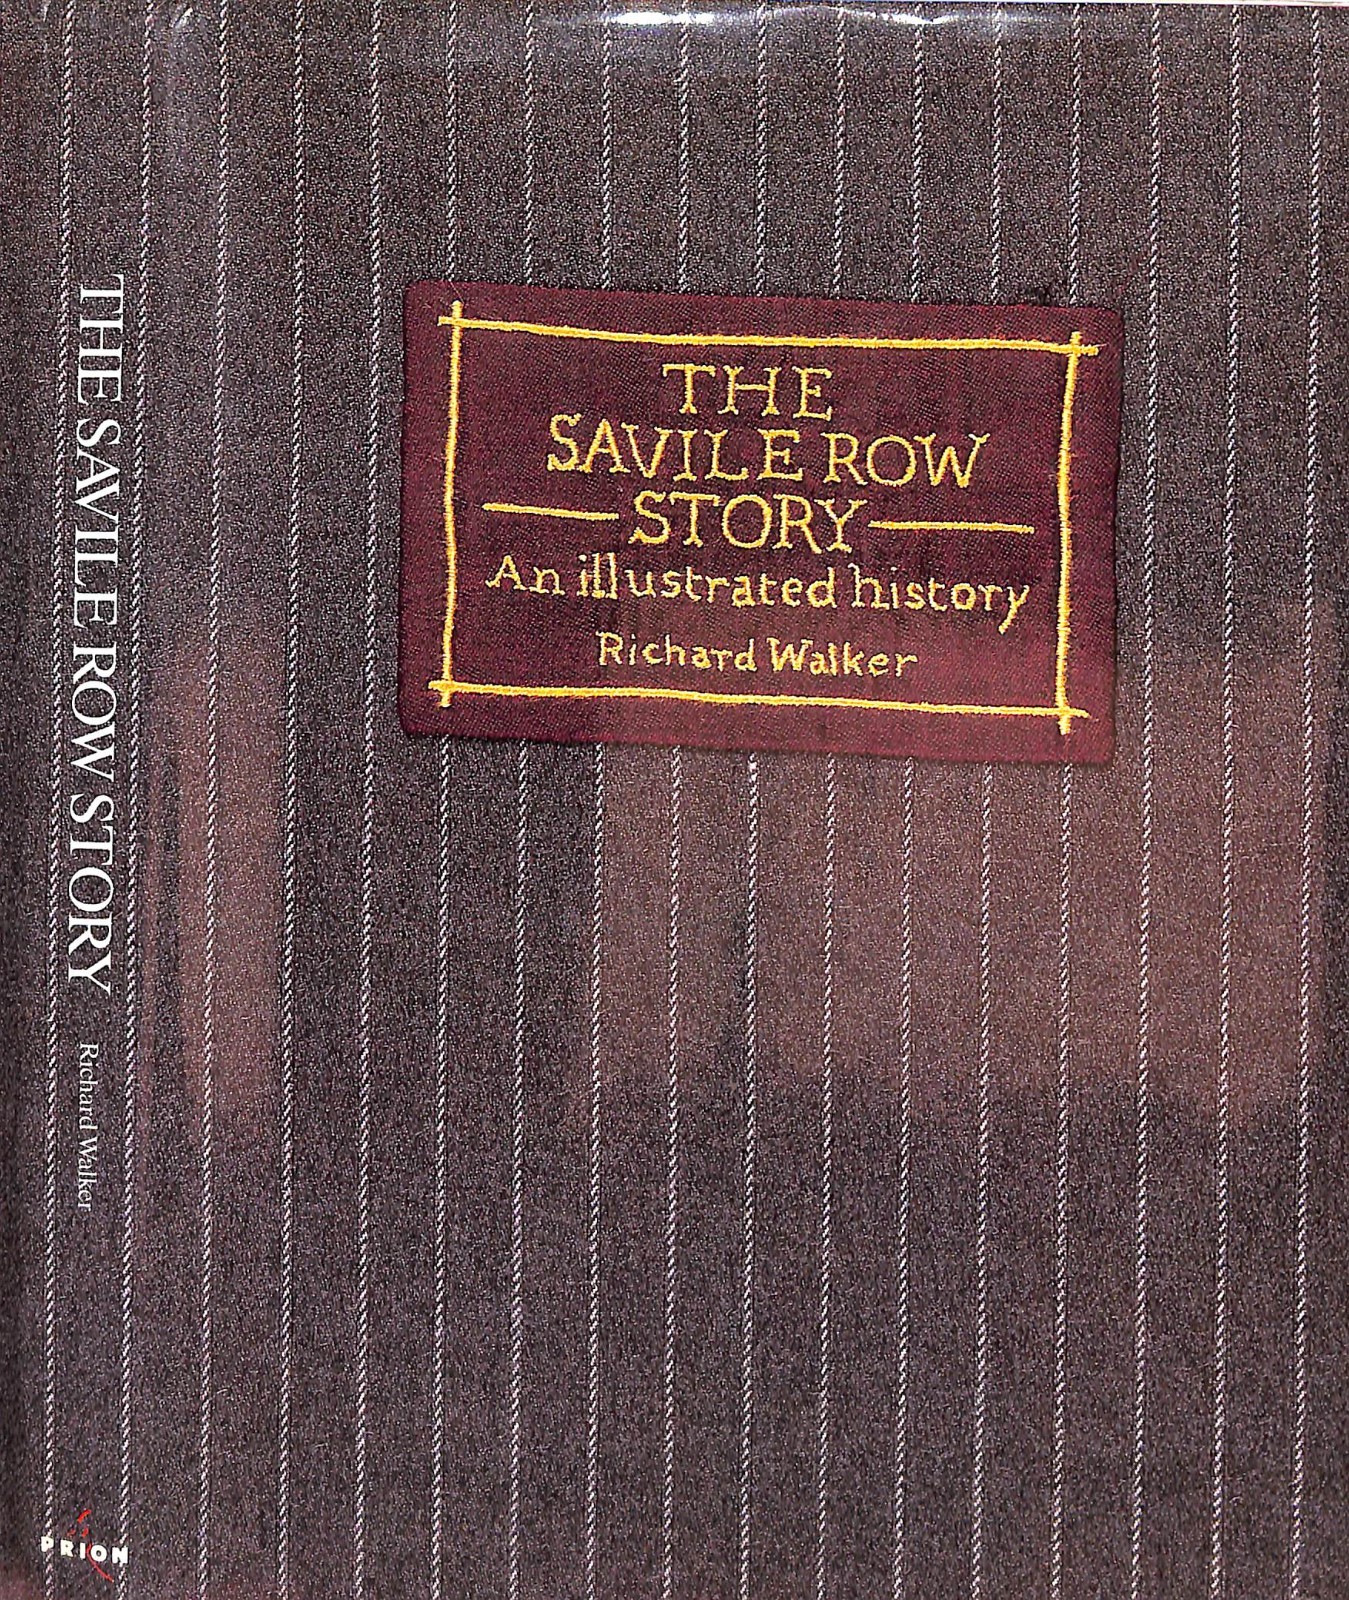 THE SAVILE ROW STORY Richard Walker
PRION
THE
SAVILE ROW
STORY
An illustrated history
Richard Walker